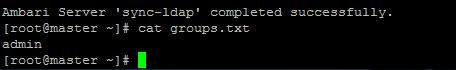 Ambari Server 'sync-ldap' completed successfully.
[root@master ~]# cat groups.txt
admin
[root@master ~]#